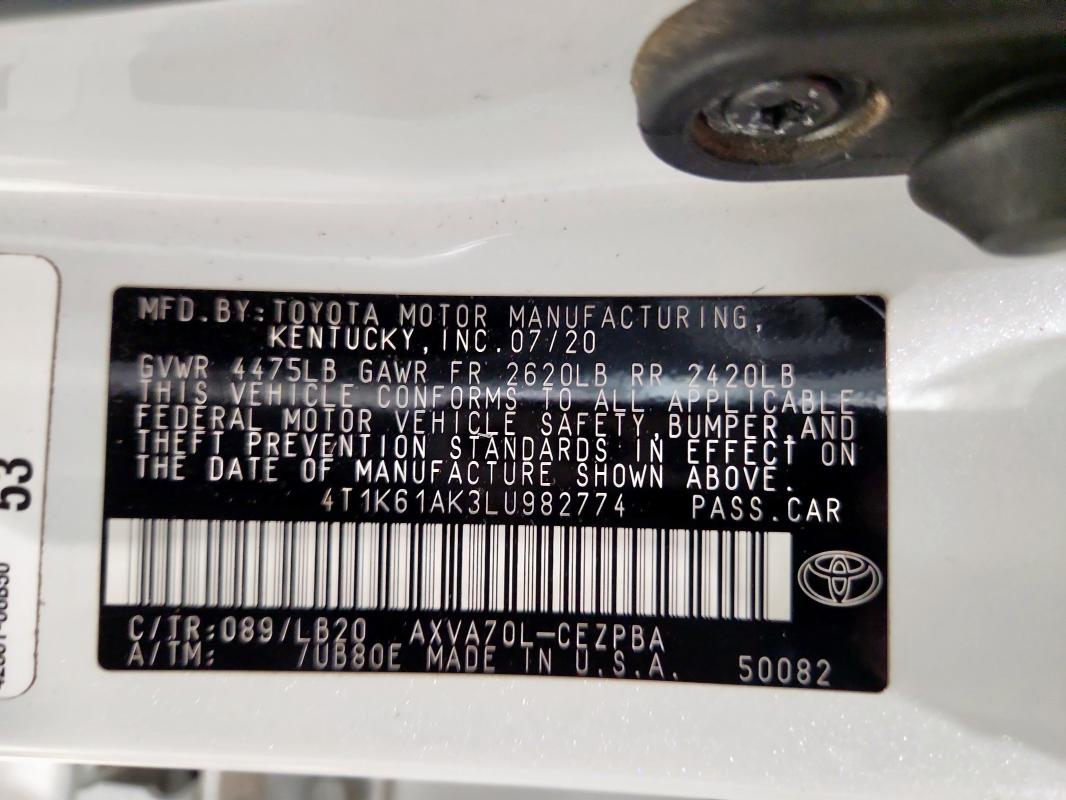 MFD.BY:TOYOTA MOTOR MANUFACTURING,
KENTUCKY,INC.07/20
GVWR 4475LB GAWR FR 2620LB RR 2420LB
THIS VEHICLE CONFORMS TO ALL APPLICABLE
FEDERAL MOTOR VEHICLE SAFETY,BUMPER,AND
THEFT PREVENTION STANDARDS IN EFFECT ON
THE DATE OF MANUFACTURE SHOWN ABOVE.
4T1K61AK3LU982774 PASS.CAR
C/TR:089/LB20 AXVA70L-CEZPBA
A/TM: /UB80E MADE IN U.S.A. 50082
53